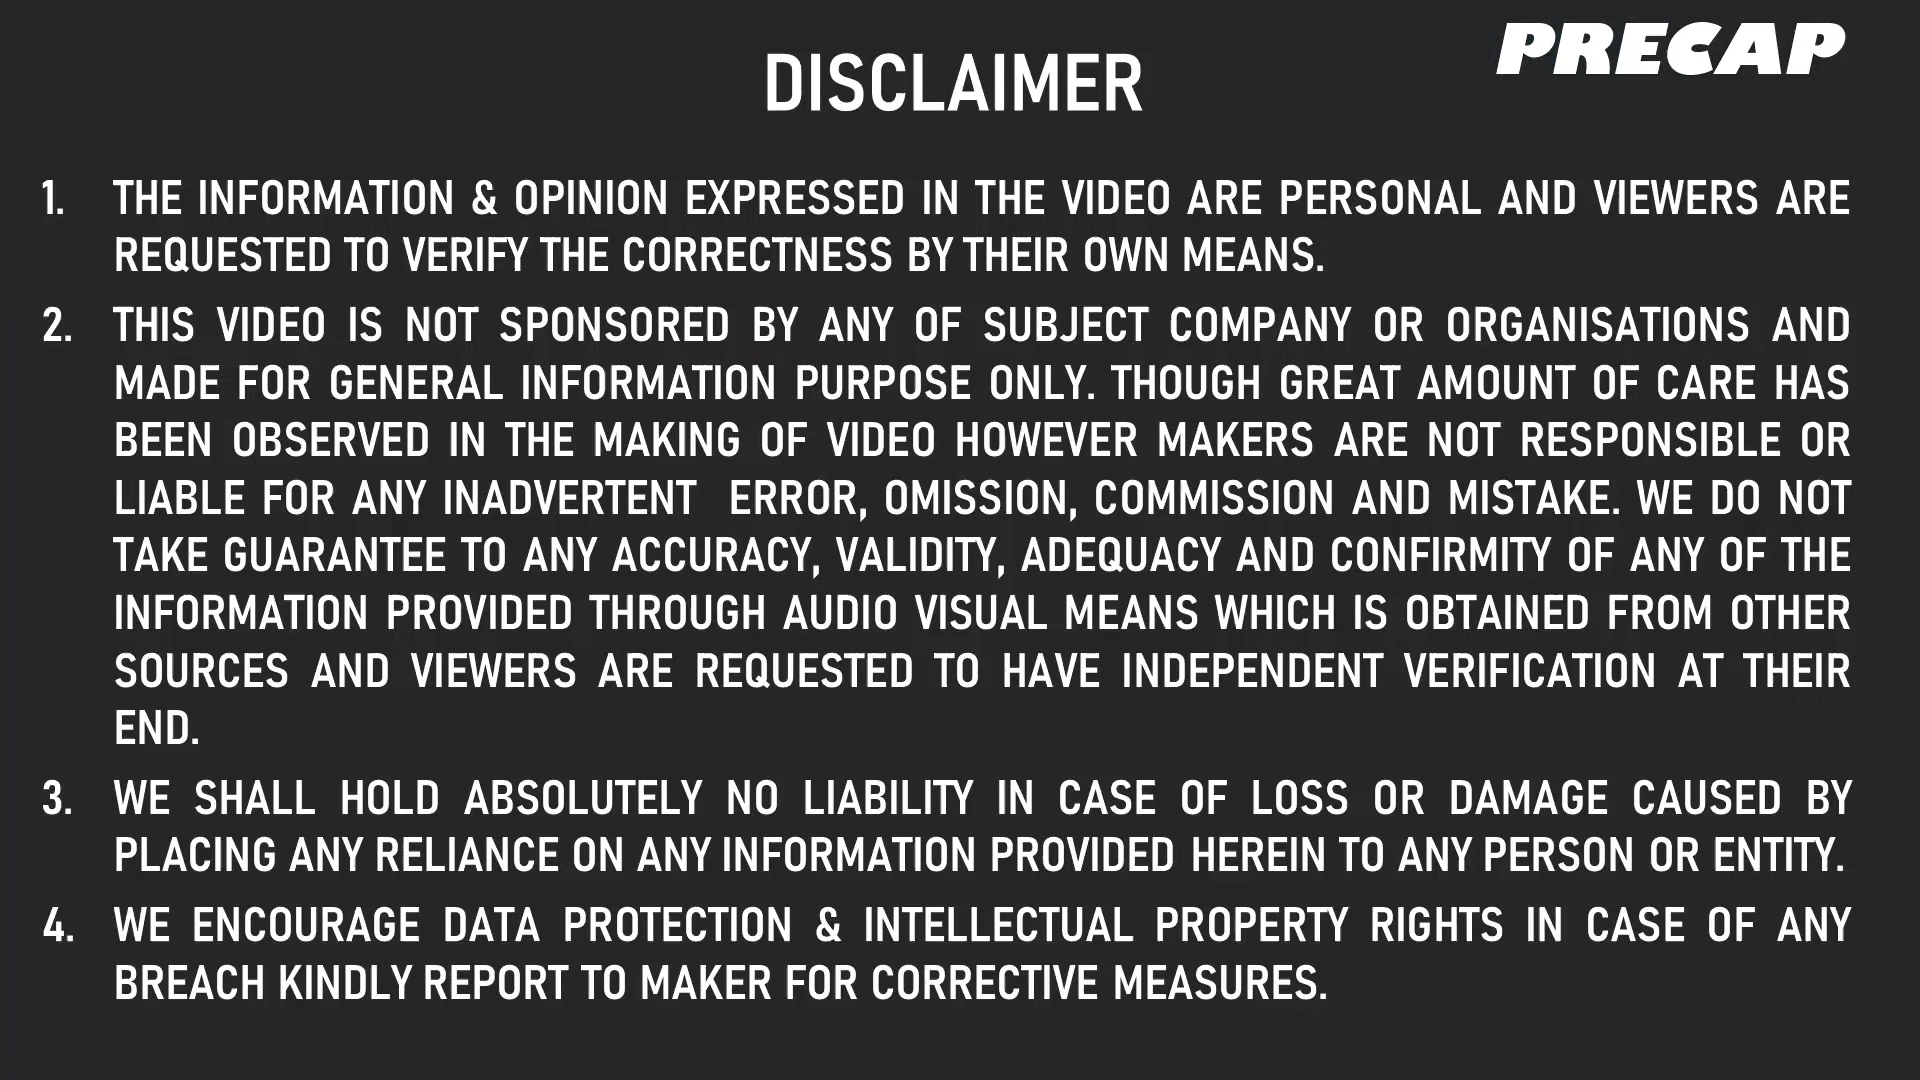 PRECAP
DISCLAIMER
1. THE INFORMATION & OPINION EXPRESSED IN THE VIDEO ARE PERSONAL AND VIEWERS ARE
REQUESTED TO VERIFY THE CORRECTNESS BY THEIR OWN MEANS.
2. THIS VIDEO IS NOT SPONSORED BY ANY OF SUBJECT COMPANY OR ORGANISATIONS AND
MADE FOR GENERAL INFORMATION PURPOSE ONLY. THOUGH GREAT AMOUNT OF CARE HAS
BEEN OBSERVED IN THE MAKING OF VIDEO HOWEVER MAKERS ARE NOT RESPONSIBLE OR
LIABLE FOR ANY INADVERTENT ERROR, OMISSION, COMMISSION AND MISTAKE. WE DO NOT
TAKE GUARANTEE TO ANY ACCURACY, VALIDITY, ADEQUACY AND CONFIRMITY OF ANY OF THE
INFORMATION PROVIDED THROUGH AUDIO VISUAL MEANS WHICH IS OBTAINED FROM OTHER
SOURCES AND VIEWERS ARE REQUESTED TO HAVE INDEPENDENT VERIFICATION AT THEIR
END.
3. WE SHALL HOLD ABSOLUTELY NO LIABILITY IN CASE OF LOSS OR DAMAGE CAUSED BY
PLACING ANY RELIANCE ON ANY INFORMATION PROVIDED HEREIN TO ANY PERSON OR ENTITY.
4. WE ENCOURAGE DATA PROTECTION & INTELLECTUAL PROPERTY RIGHTS IN CASE OF ANY
BREACH KINDLY REPORT TO MAKER FOR CORRECTIVE MEASURES.